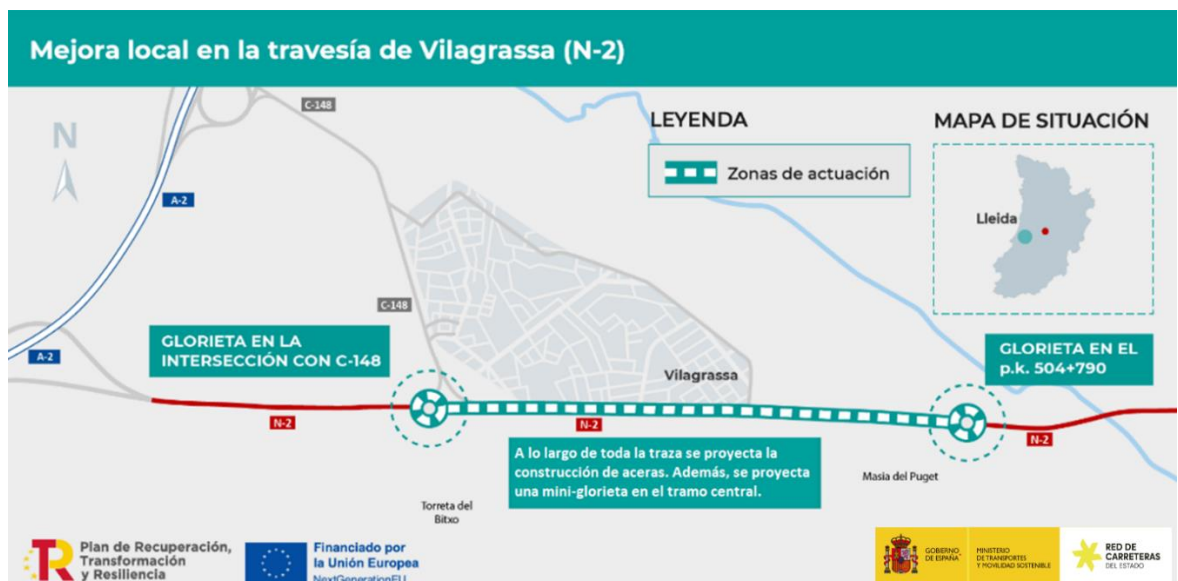 Mejora local en la travesía de Vilagrassa (N-2)
N
C-148
LEYENDA
Zonas de actuación
MAPA DE SITUACIÓN
Lleida
A-2
C-148
A-2
GLORIETA EN LA
INTERSECCIÓN CON C-148
Vilagrassa
GLORIETA EN EL
p.k. 504+790
N-2
N-2
N-2
A lo largo de toda la traza se proyecta la
construcción de aceras. Además, se proyecta
una mini-glorieta en el tramo central.
Masia del Puget
Torreta del
Bitxo
Plan de Recuperación,
Transformación
y Resiliencia
Financiado por
la Unión Europea
NextGenerationEU
GOBIERNO
DE ESPAÑA
MINISTERIO
DE TRANSPORTES
Y MOVILIDAD SOSTENIBLE
RED DE
CARRETERAS
DEL ESTADO